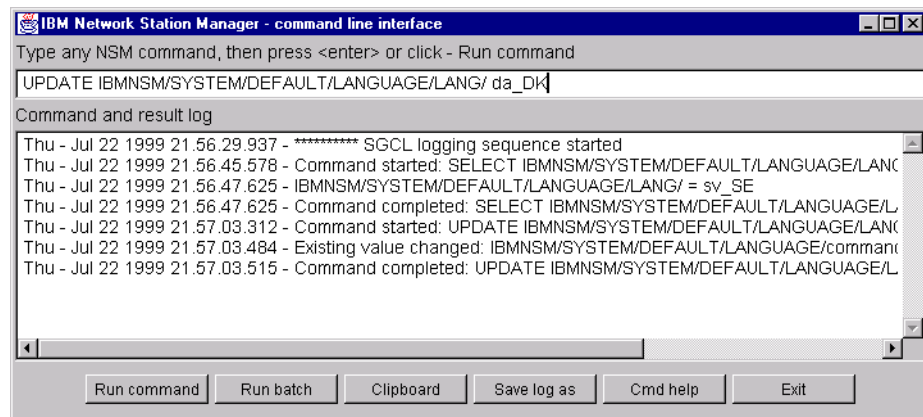 IBM Network Station Manager - command line interface
Type any NSM command, then press <enter> or click - Run command
UPDATE IBMNSM/SYSTEM/DEFAULT/LANGUAGE/LANG/ da_DK
Command and result log
Thu - Jul 22 1999 21.56.29.937 - ********** SGCL logging sequence started
Thu - Jul 22 1999 21.56.45.578 - Command started: SELECT IBMNSM/SYSTEM/DEFAULT/LANGUAGE/LANG
Thu - Jul 22 1999 21.56.47.625 - IBMNSM/SYSTEM/DEFAULT/LANGUAGE/LANG/ = sv_SE
Thu - Jul 22 1999 21.56.47.625 - Command completed: SELECT IBMNSM/SYSTEM/DEFAULT/LANGUAGE/L
Thu - Jul 22 1999 21.57.03.312 - Command started: UPDATE IBMNSM/SYSTEM/DEFAULT/LANGUAGE/LANG
Thu - Jul 22 1999 21.57.03.484 - Existing value changed: IBMNSM/SYSTEM/DEFAULT/LANGUAGE/command
Thu - Jul 22 1999 21.57.03.515 - Command completed: UPDATE IBMNSM/SYSTEM/DEFAULT/LANGUAGE/L
Run command Run batch Clipboard Save log as Cmd help Exit